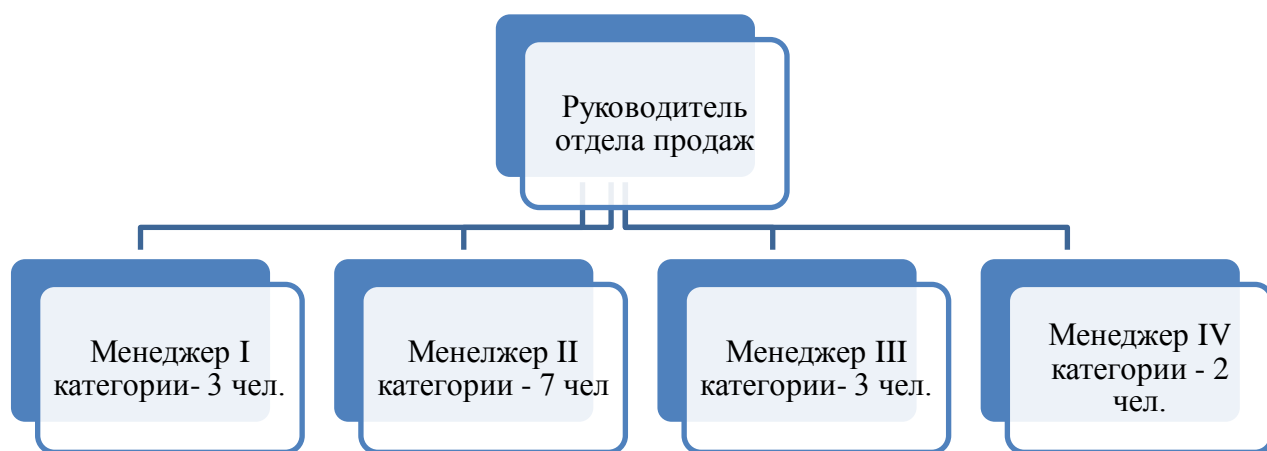 Руководитель
отдела продаж
Менеджер I
категории- 3 чел.
Менелжер II
категории - 7 чел
Менеджер III
категории - 3 чел.
Менеджер IV
категории - 2
чел.